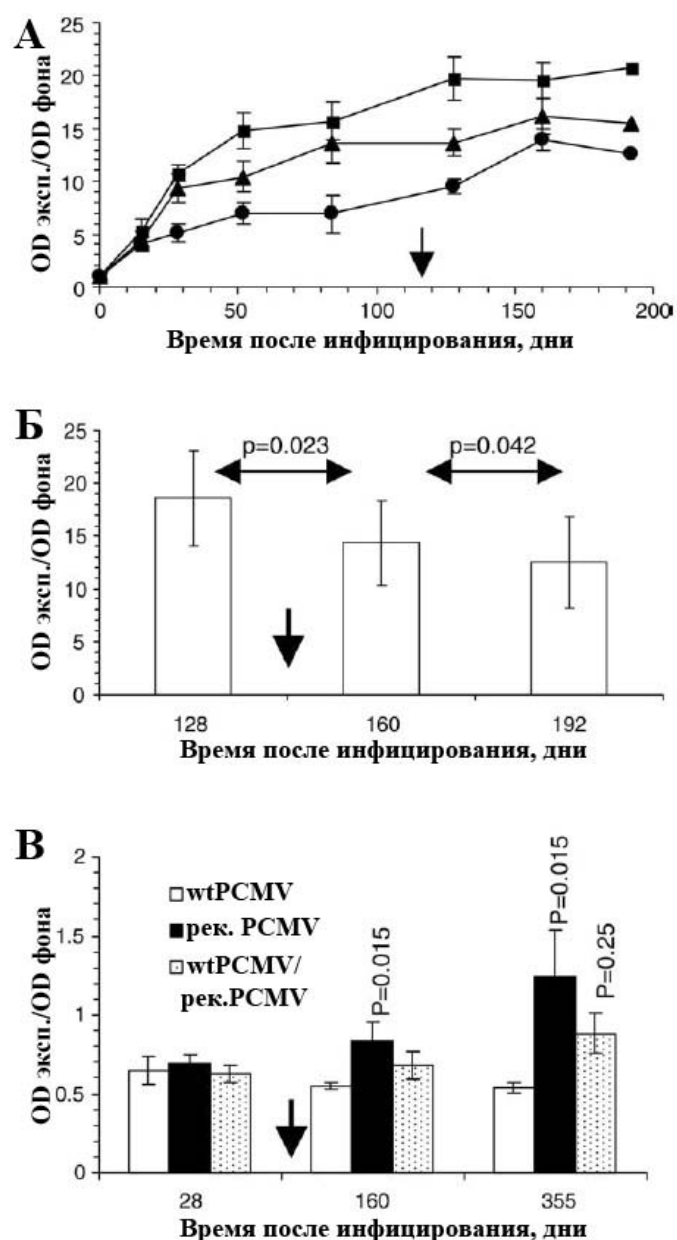 А
OD эксп./OD фона
25
20
15
10
5
0
0 50 100 150 200
Время после инфицирования, дни
Б
OD эксп./OD фона
25
20
15
10
5
0
p=0.023 p=0.042
128 160 192
Время после инфицирования, дни
В
OD эксп./OD фона
2
1.5
1
0.5
0
wtPCMV
рек. PCMV
wtPCMV/
рек.PCMV
P=0.015
P=0.015
P=0.25
28 160 355
Время после инфицирования, дни